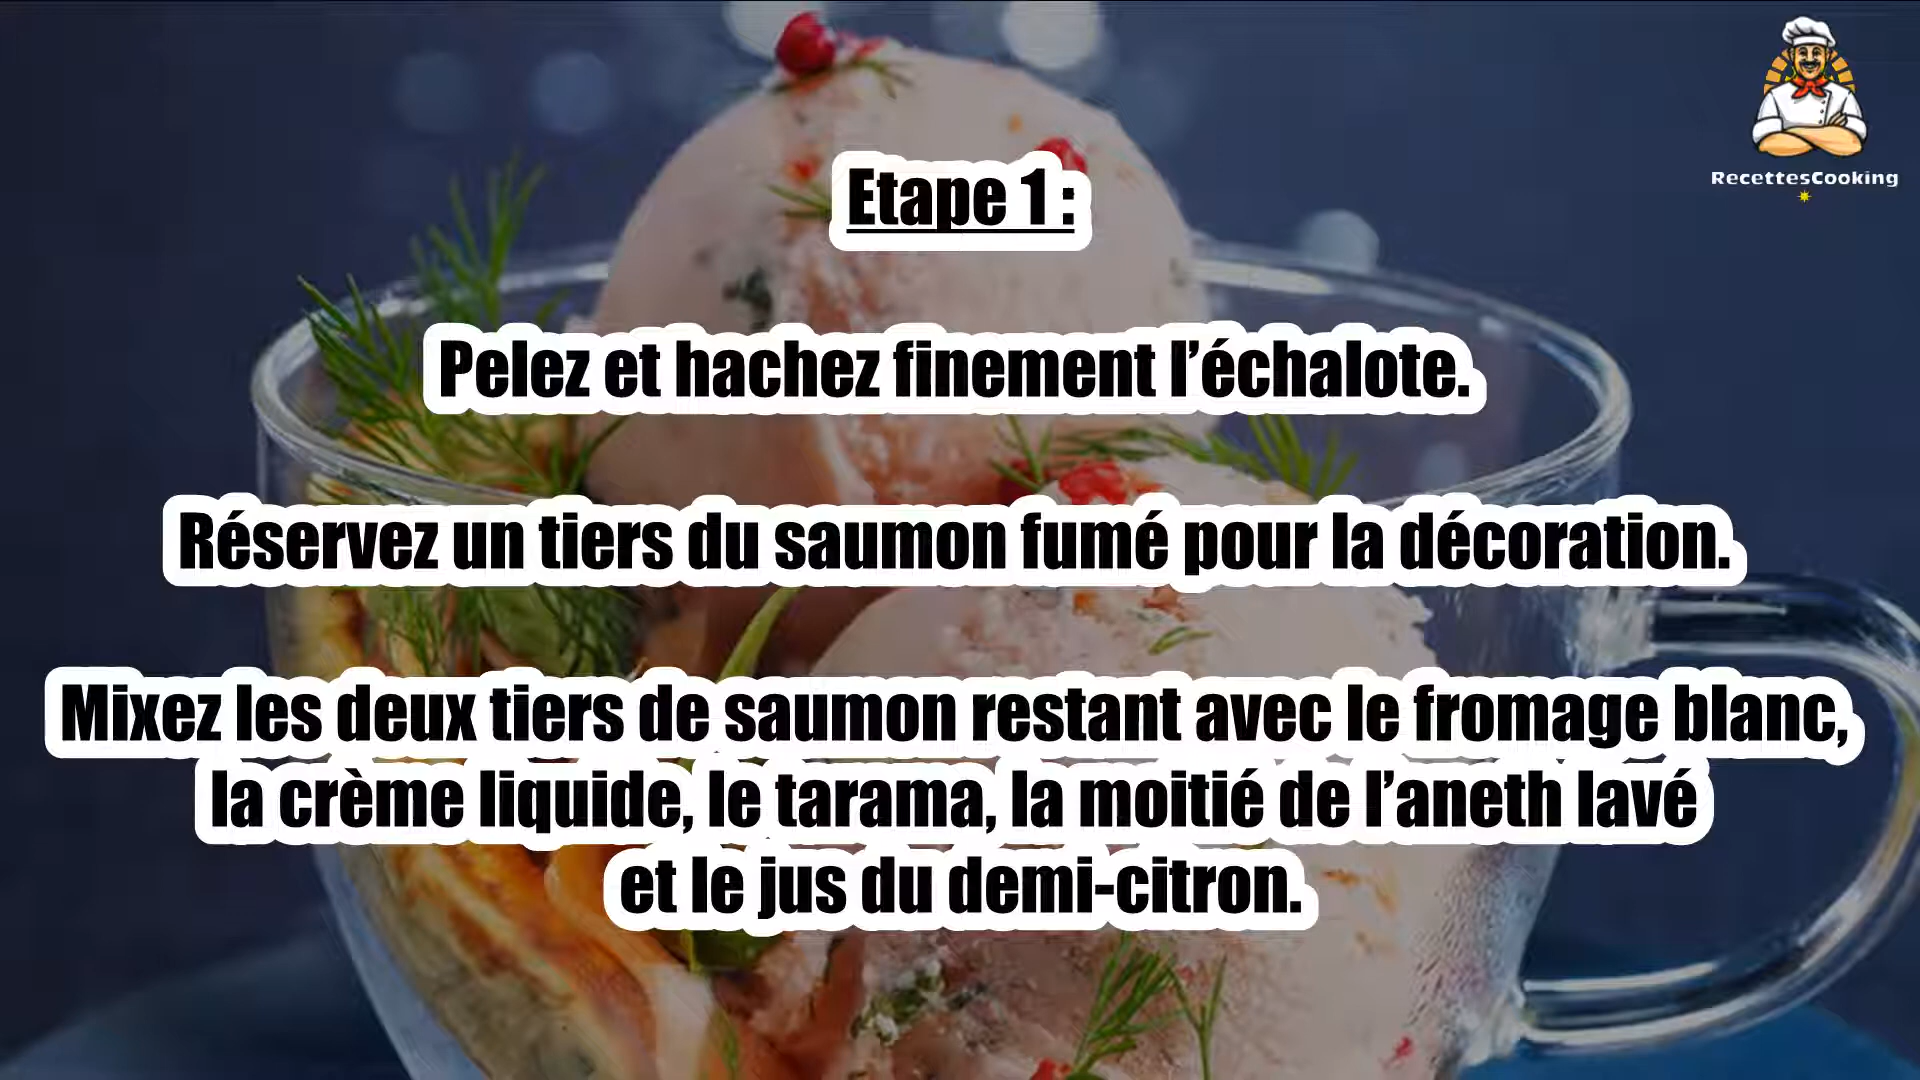 RecettesCooking
Etape 1 :
Pelez et hachez finement l’échalote.
Réservez un tiers du saumon fumé pour la décoration.
Mixez les deux tiers de saumon restant avec le fromage blanc,
la crème liquide, le tarama, la moitié de l’aneth lavé
et le jus du demi-citron.